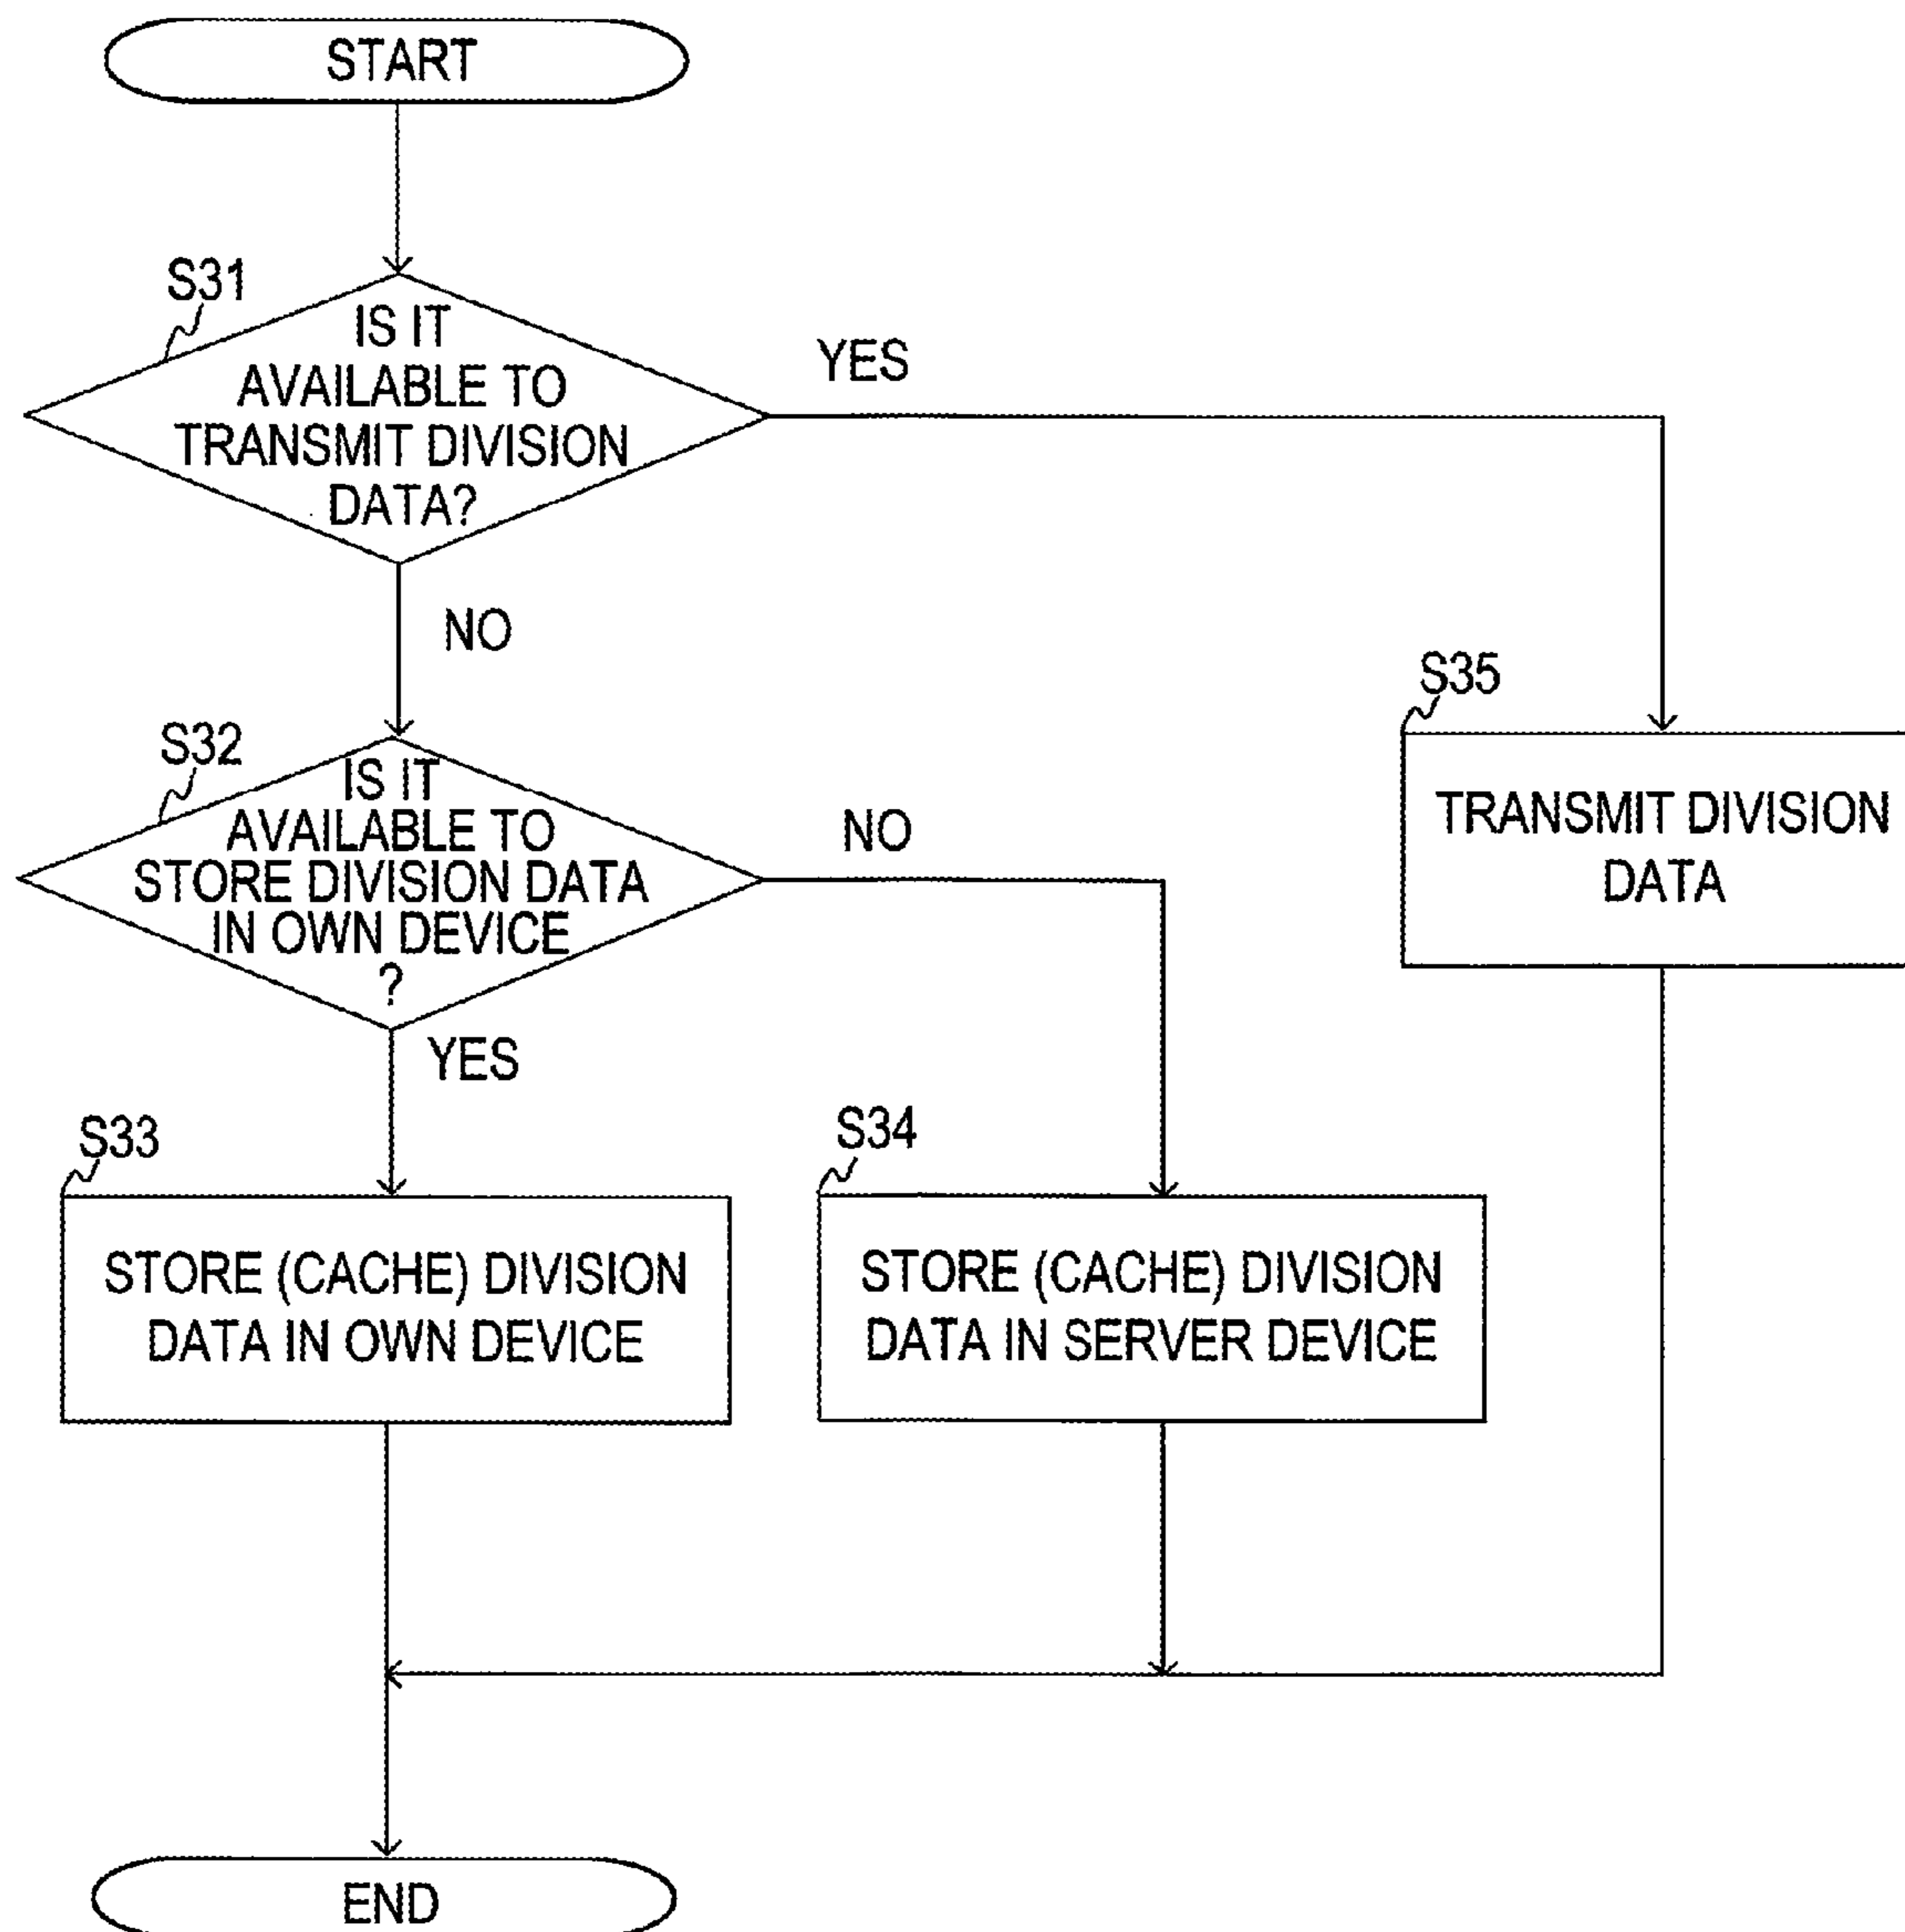 START
S31
IS IT
AVAILABLE TO
TRANSMIT DIVISION
DATA?
YES
NO
S32
IS IT
AVAILABLE TO
STORE DIVISION DATA
IN OWN DEVICE
?
NO
YES
S35
TRANSMIT DIVISION
DATA
S33
STORE (CACHE) DIVISION
DATA IN OWN DEVICE
S34
STORE (CACHE) DIVISION
DATA IN SERVER DEVICE
END